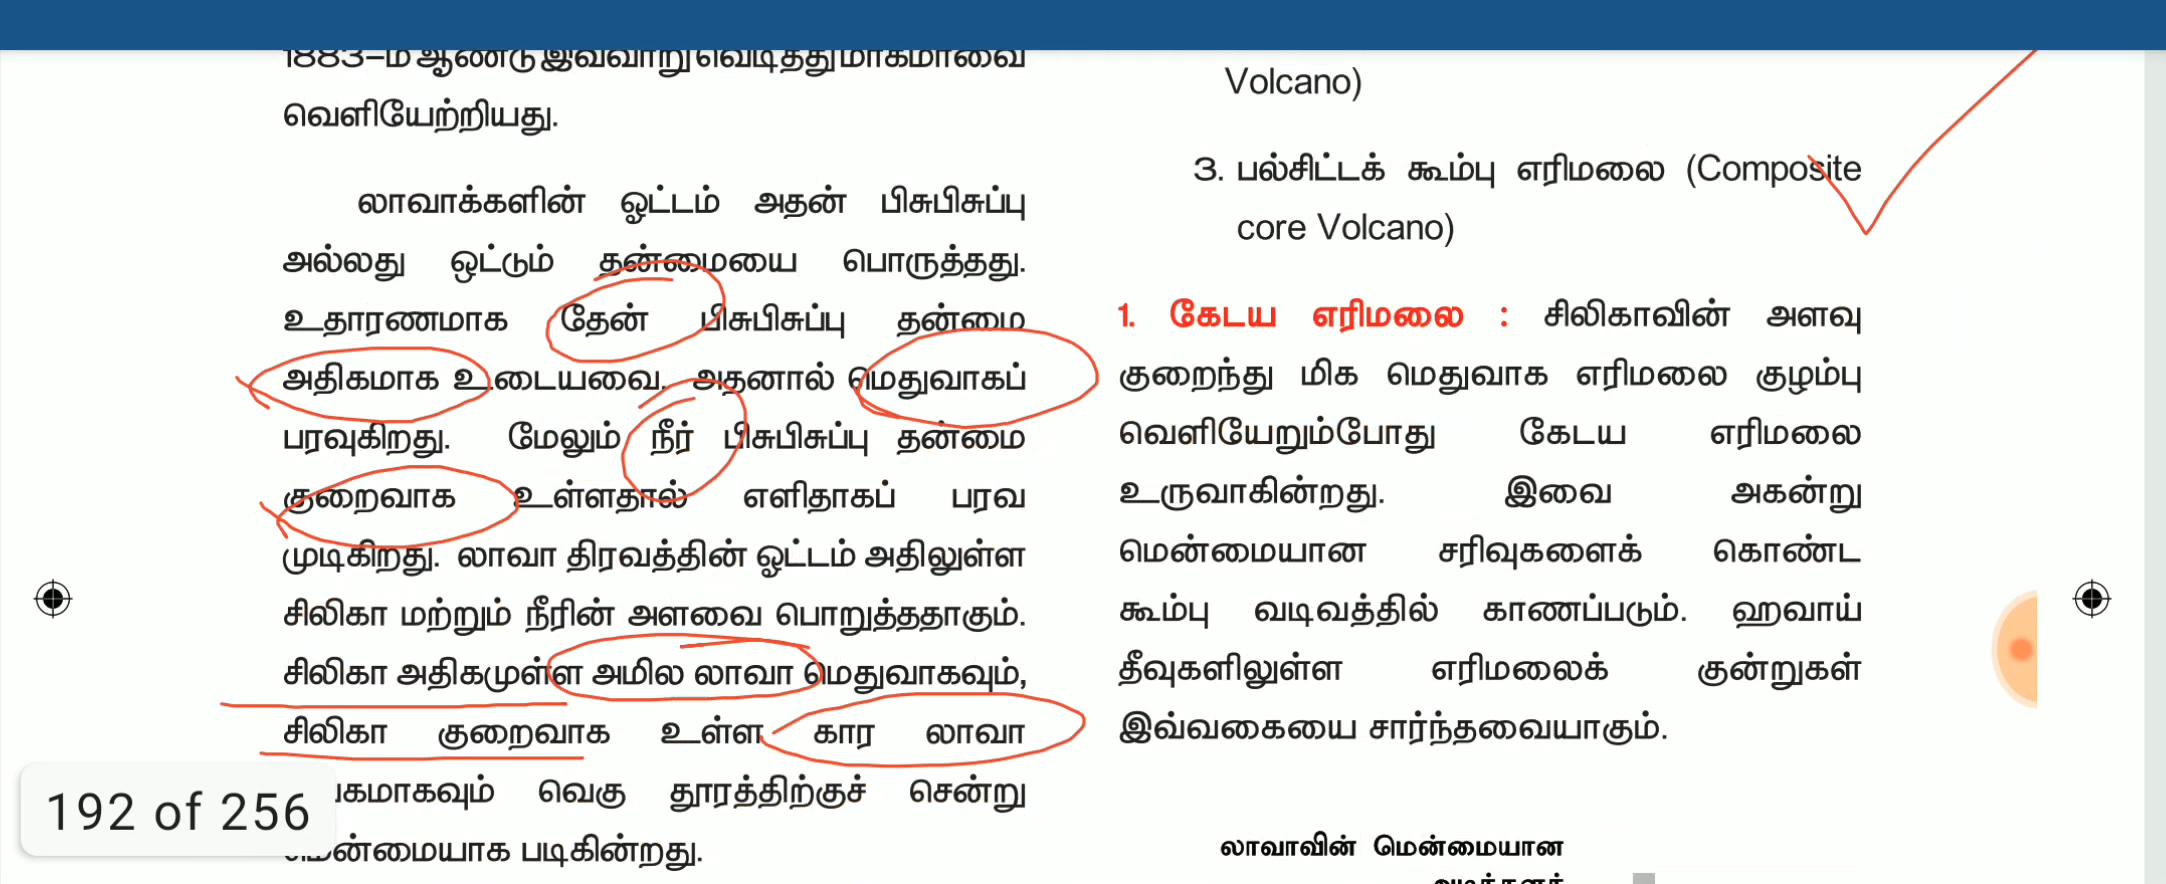 1883–ம் ஆண்டு இவ்வாறு வெடித்து மாக்மாவை
வெளியேற்றியது.
லாவாக்களின் ஓட்டம் அதன் பிசுபிசுப்பு
அல்லது ஒட்டும் தன்மையை பொருத்தது.
உதாரணமாக தேன் பிசுபிசுப்பு தன்மை
அதிகமாக உடையவை. அதனால் மெதுவாகப்
பரவுகிறது. மேலும் நீர் பிசுபிசுப்பு தன்மை
குறைவாக உள்ளதால் எளிதாகப் பரவ
முடிகிறது. லாவா திரவத்தின் ஓட்டம் அதிலுள்ள
சிலிகா மற்றும் நீரின் அளவை பொறுத்ததாகும்.
சிலிகா அதிகமுள்ள அமில லாவா மெதுவாகவும்,
சிலிகா குறைவாக உள்ள கார லாவா
வெகு தூரத்திற்குச் சென்று
மென்மையாக படிகின்றது.
192 of 256
Volcano)
3. பல்சிட்டக் கூம்பு எரிமலை (Composite
core Volcano)
1. கேடய எரிமலை : சிலிகாவின் அளவு
குறைந்து மிக மெதுவாக எரிமலை குழம்பு
வெளியேறும்போது கேடய எரிமலை
உருவாகின்றது. இவை அகன்று
மென்மையான சரிவுகளைக் கொண்ட
கூம்பு வடிவத்தில் காணப்படும். ஹவாய்
தீவுகளிலுள்ள எரிமலைக் குன்றுகள்
இவ்வகையை சார்ந்தவையாகும்.
லாவாவின் மென்மையான